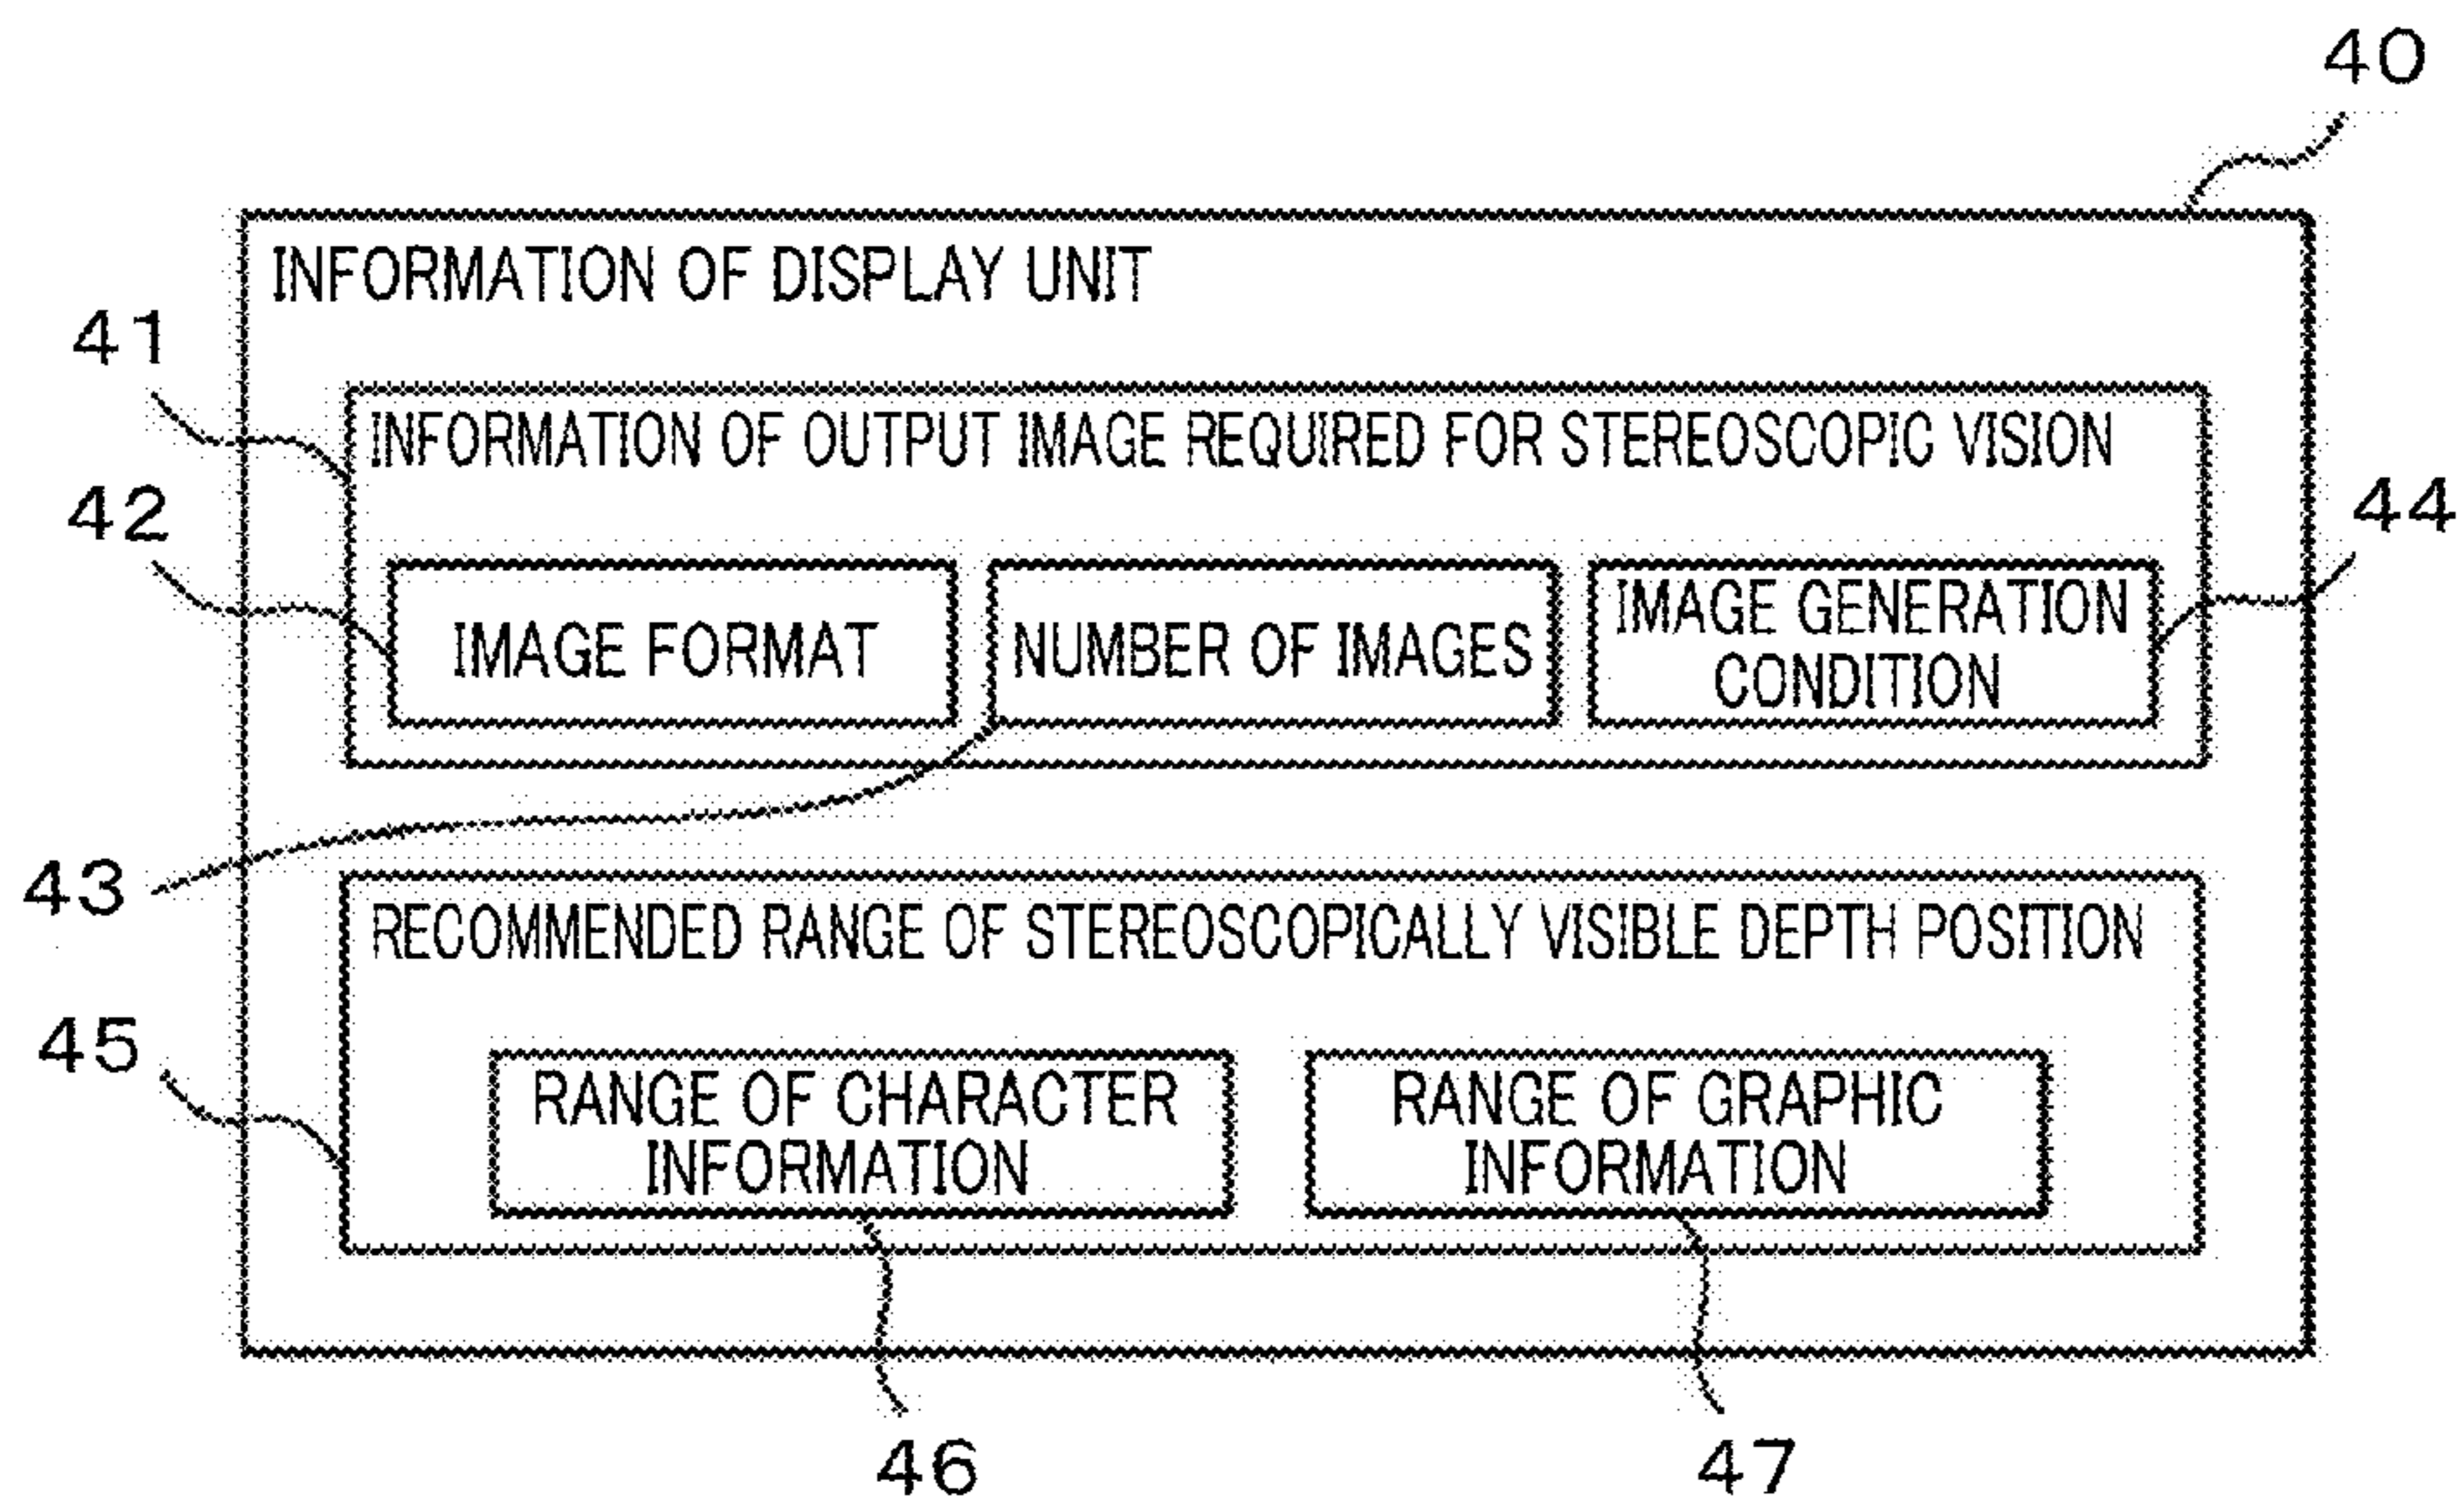 40
INFORMATION OF DISPLAY UNIT
41
INFORMATION OF OUTPUT IMAGE REQUIRED FOR STEREOSCOPIC VISION
42
44
IMAGE FORMAT
NUMBER OF IMAGES
IMAGE GENERATION
CONDITION
43
RECOMMENDED RANGE OF STEREOSCOPICALLY VISIBLE DEPTH POSITION
45
RANGE OF CHARACTER
INFORMATION
RANGE OF GRAPHIC
INFORMATION
46
47